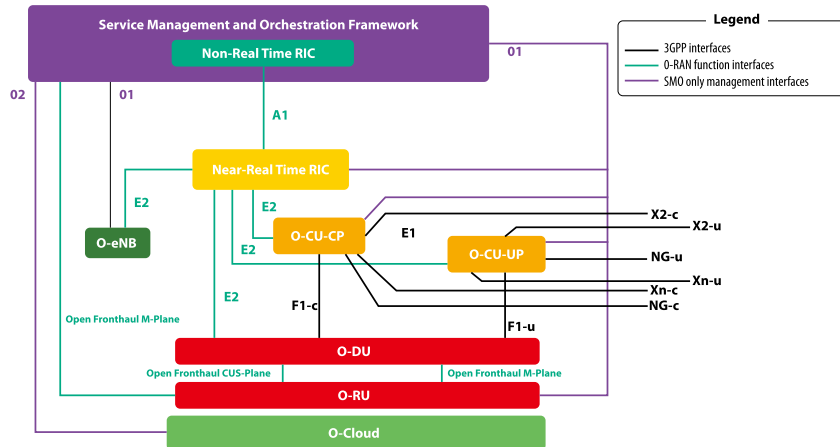 Service Management and Orchestration Framework
Non-Real Time RIC
Legend
3GPP interfaces
0-RAN function interfaces
SMO only management interfaces
01
02
01
A1
Near-Real Time RIC
E2
E2
E2
E2
O-eNB
O-CU-CP
E1
O-CU-UP
X2-c
X2-u
NG-u
Xn-u
Xn-c
NG-c
F1-c
F1-u
Open Fronthaul M-Plane
O-DU
Open Fronthaul CUS-Plane
Open Fronthaul M-Plane
O-RU
O-Cloud